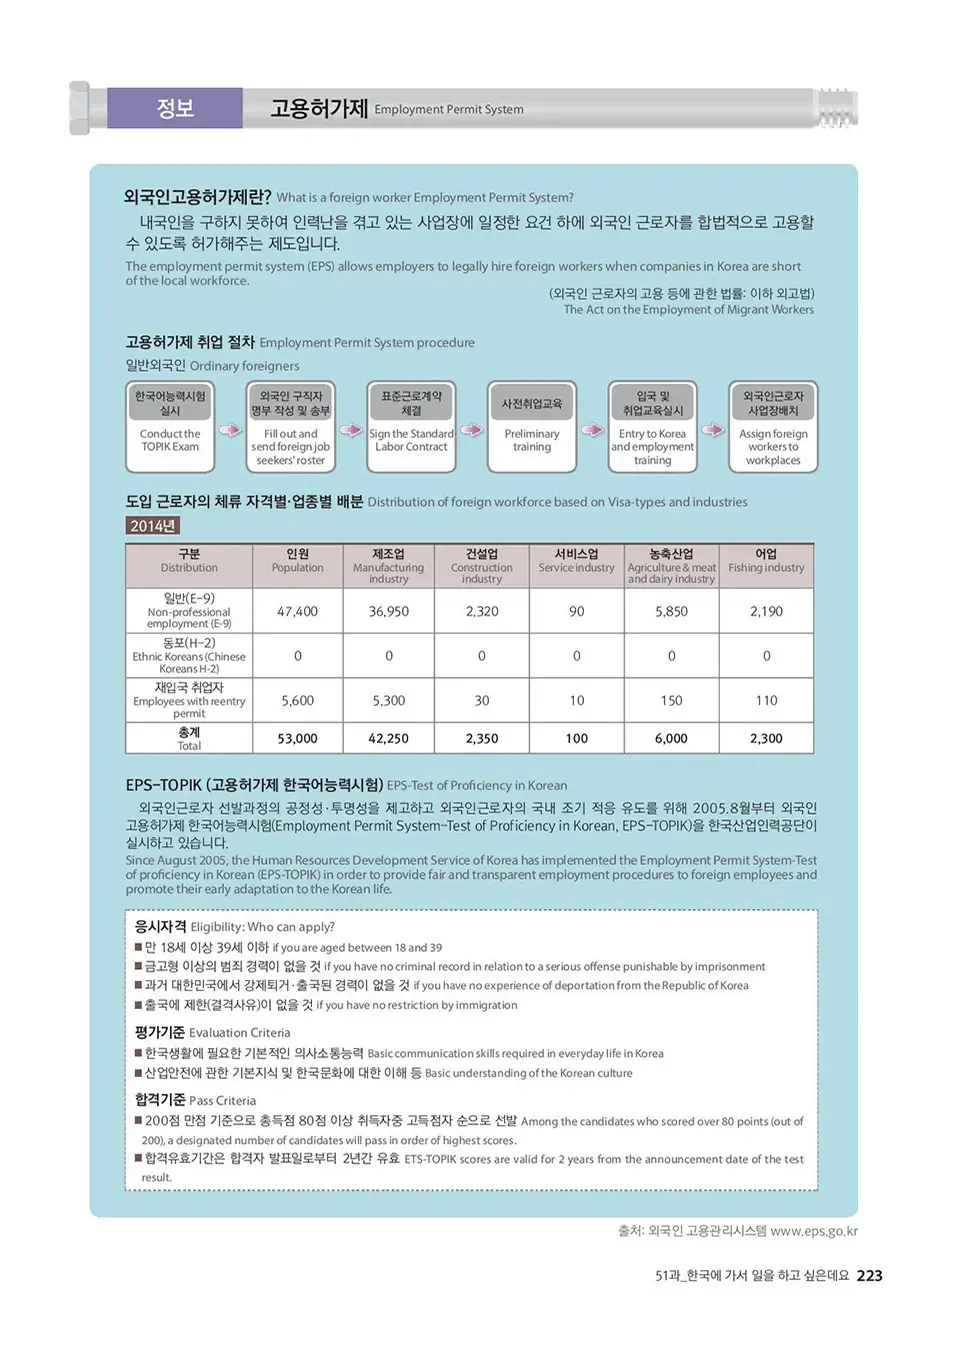 정보
고용허가제 Employment Permit System
외국인고용허가제란? What is a foreign worker Employment Permit System?
내국인을 구하지 못하여 인력난을 겪고 있는 사업장에 일정한 요건 하에 외국인 근로자를 합법적으로 고용할
수 있도록 허가해주는 제도입니다.
The employment permit system (EPS) allows employers to legally hire foreign workers when companies in Korea are short
of the local workforce.
(외국인 근로자의 고용 등에 관한 법률: 이하 외고법)
The Act on the Employment of Migrant Workers
고용허가제 취업 절차 Employment Permit System procedure
일반외국인 Ordinary foreigners
한국어능력시험
실시
Conduct the
TOPIK Exam
외국인 구직자
명부 작성 및 송부
Fill out and
send foreign job
seekers' roster
표준근로계약
체결
Sign the Standard
Labor Contract
사전취업교육
Preliminary
training
입국 및
취업교육실시
Entry to Korea
and employment
training
외국인근로자
사업장배치
Assign foreign
workers to
workplaces
도입 근로자의 체류 자격별·업종별 배분 Distribution of foreign workforce based on Visa-types and industries
2014년
구분 인원 제조업 건설업 서비스업 농축산업 어업
Distribution Population Manufacturing industry Construction industry Service industry Agriculture & meat and dairy industry Fishing industry
일반(E-9)
Non-professional
employment (E-9)
47,400 36,950 2,320 90 5,850 2,190
동포(H-2)
Ethnic Koreans (Chinese
Koreans H-2)
0 0 0 0 0 0
재입국 취업자
Employees with reentry
permit
5,600 5,300 30 10 150 110
총계
Total
53,000 42,250 2,350 100 6,000 2,300
EPS-TOPIK (고용허가제 한국어능력시험) EPS-Test of Proficiency in Korean
외국인근로자 선발과정의 공정성·투명성을 제고하고 외국인근로자의 국내 조기 적응 유도를 위해 2005.8월부터 외국인
고용허가제 한국어능력시험(Employment Permit System-Test of Proficiency in Korean, EPS-TOPIK)을 한국산업인력공단이
실시하고 있습니다.
Since August 2005, the Human Resources Development Service of Korea has implemented the Employment Permit System-Test
of proficiency in Korean (EPS-TOPIK) in order to provide fair and transparent employment procedures to foreign employees and
promote their early adaptation to the Korean life.
응시자격 Eligibility: Who can apply?
■ 만 18세 이상 39세 이하 if you are aged between 18 and 39
■ 금고형 이상의 범죄 경력이 없을 것 if you have no criminal record in relation to a serious offense punishable by imprisonment
■ 과거 대한민국에서 강제퇴거·출국된 경력이 없을 것 if you have no experience of deportation from the Republic of Korea
■ 출국에 제한(결격사유)이 없을 것 if you have no restriction by immigration
평가기준 Evaluation Criteria
■ 한국생활에 필요한 기본적인 의사소통능력 Basic communication skills required in everyday life in Korea
■ 산업안전에 관한 기본지식 및 한국문화에 대한 이해 등 Basic understanding of the Korean culture
합격기준 Pass Criteria
■ 200점 만점 기준으로 총득점 80점 이상 취득자중 고득점자 순으로 선발 Among the candidates who scored over 80 points (out of
200), a designated number of candidates will pass in order of highest scores.
■ 합격유효기간은 합격자 발표일로부터 2년간 유효 ETS-TOPIK scores are valid for 2 years from the announcement date of the test
result.
출처: 외국인 고용관리시스템 www.eps.go.kr
51과_한국에 가서 일을 하고 싶은데요 223